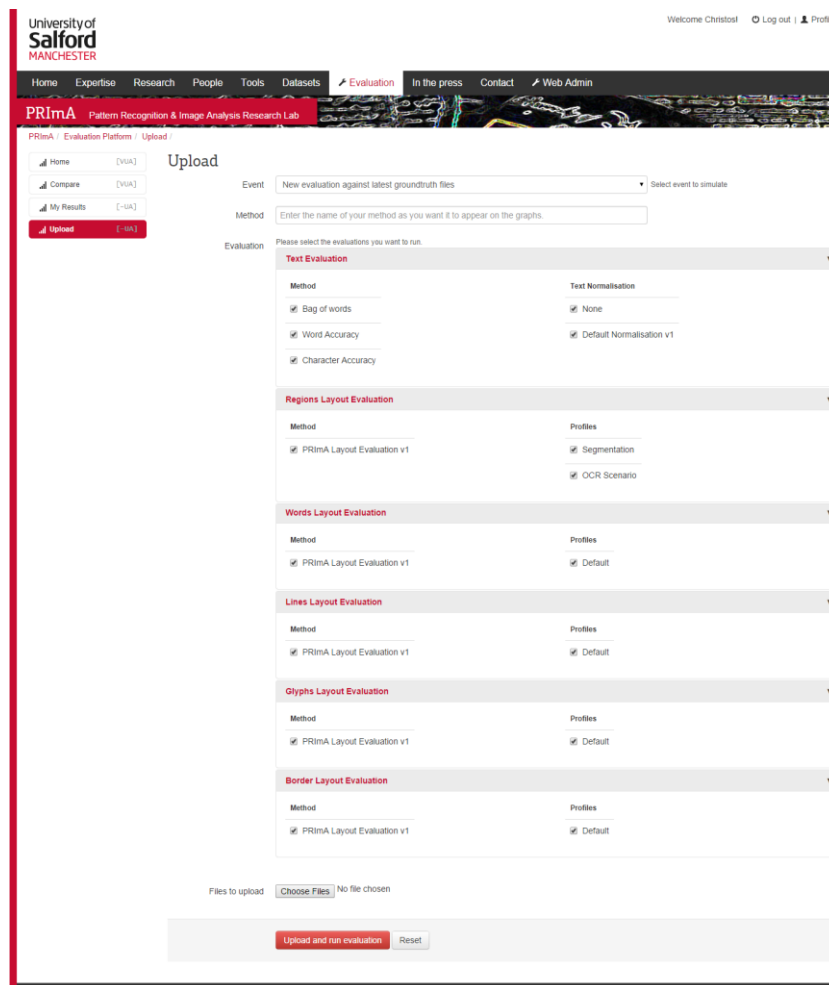 University of
Salford
MANCHESTER
Welcome Christos! Log out | Profi
Home Expertise Research People Tools Datasets Evaluation In the press Contact Web Admin
PRImA Pattern Recognition & Image Analysis Research Lab
PRImA / Evaluation Platform / Upload /
Home [VUA]
Compare [VUA]
My Results [-UA]
Upload [-UA]
Upload
Event New evaluation against latest groundtruth files Select event to simulate
Method Enter the name of your method as you want it to appear on the graphs.
Evaluation Please select the evaluations you want to run.
Text Evaluation
Method Text Normalisation
Bag of words None
Word Accuracy Default Normalisation v1
Character Accuracy
Regions Layout Evaluation
Method Profiles
PRImA Layout Evaluation v1 Segmentation
OCR Scenario
Words Layout Evaluation
Method Profiles
PRImA Layout Evaluation v1 Default
Lines Layout Evaluation
Method Profiles
PRImA Layout Evaluation v1 Default
Glyphs Layout Evaluation
Method Profiles
PRImA Layout Evaluation v1 Default
Border Layout Evaluation
Method Profiles
PRImA Layout Evaluation v1 Default
Files to upload Choose Files No file chosen
Upload and run evaluation Reset